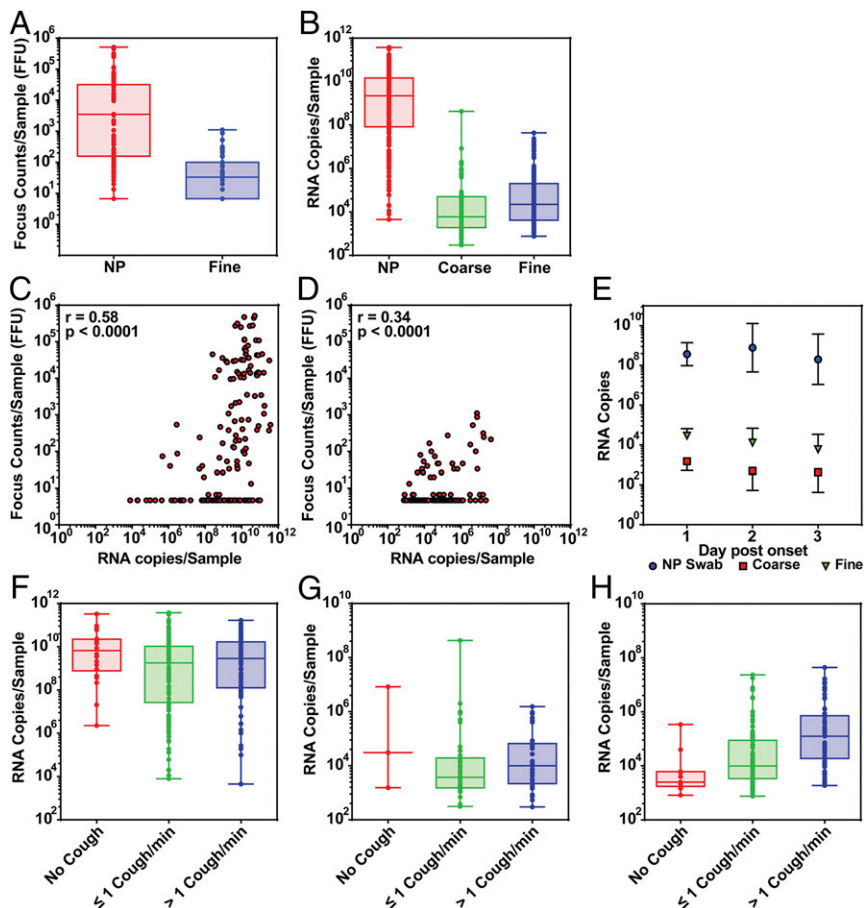 A
Focus Counts/Sample (FFU)
10^6
10^5
10^4
10^3
10^2
10^1
10^0
NP
Fine
B
RNA Copies/Sample
10^12
10^10
10^8
10^6
10^4
10^2
NP
Coarse
Fine
C
Focus Counts/Sample (FFU)
10^6
10^5
10^4
10^3
10^2
10^1
10^0
r = 0.58
p < 0.0001
10^0 10^2 10^4 10^6 10^8 10^10 10^12
RNA copies/Sample
D
Focus Counts/Sample (FFU)
10^6
10^5
10^4
10^3
10^2
10^1
10^0
r = 0.34
p < 0.0001
10^0 10^2 10^4 10^6 10^8 10^10 10^12
RNA copies/Sample
E
RNA Copies
10^10
10^8
10^6
10^4
10^2
10^0
1 2 3
Day post onset
NP Swab Coarse Fine
F
RNA Copies/Sample
10^12
10^10
10^8
10^6
10^4
10^2
No Cough
≤ 1 Cough/min
> 1 Cough/min
G
RNA Copies/Sample
10^10
10^8
10^6
10^4
10^2
No Cough
≤ 1 Cough/min
> 1 Cough/min
H
RNA Copies/Sample
10^10
10^8
10^6
10^4
10^2
No Cough
≤ 1 Cough/min
> 1 Cough/min